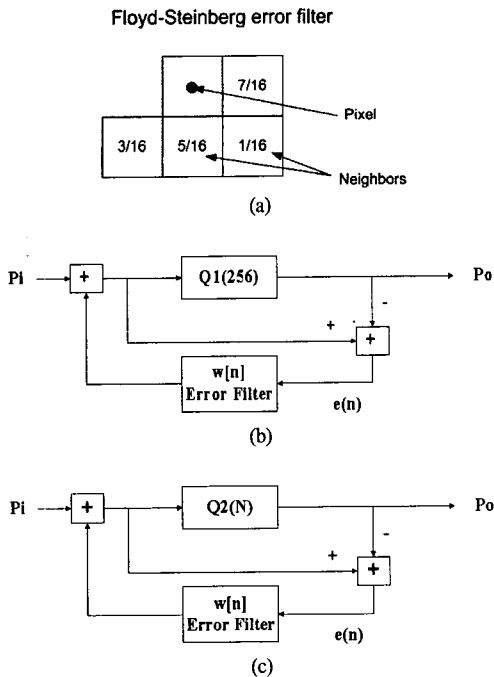 Floyd-Steinberg error filter
7/16
Pixel
3/16 5/16 1/16
Neighbors
(a)
Pi + Q1(256) Po
-
+ +
w[n]
Error Filter
e(n)
(b)
Pi + Q2(N) Po
-
+ +
w[n]
Error Filter
e(n)
(c)